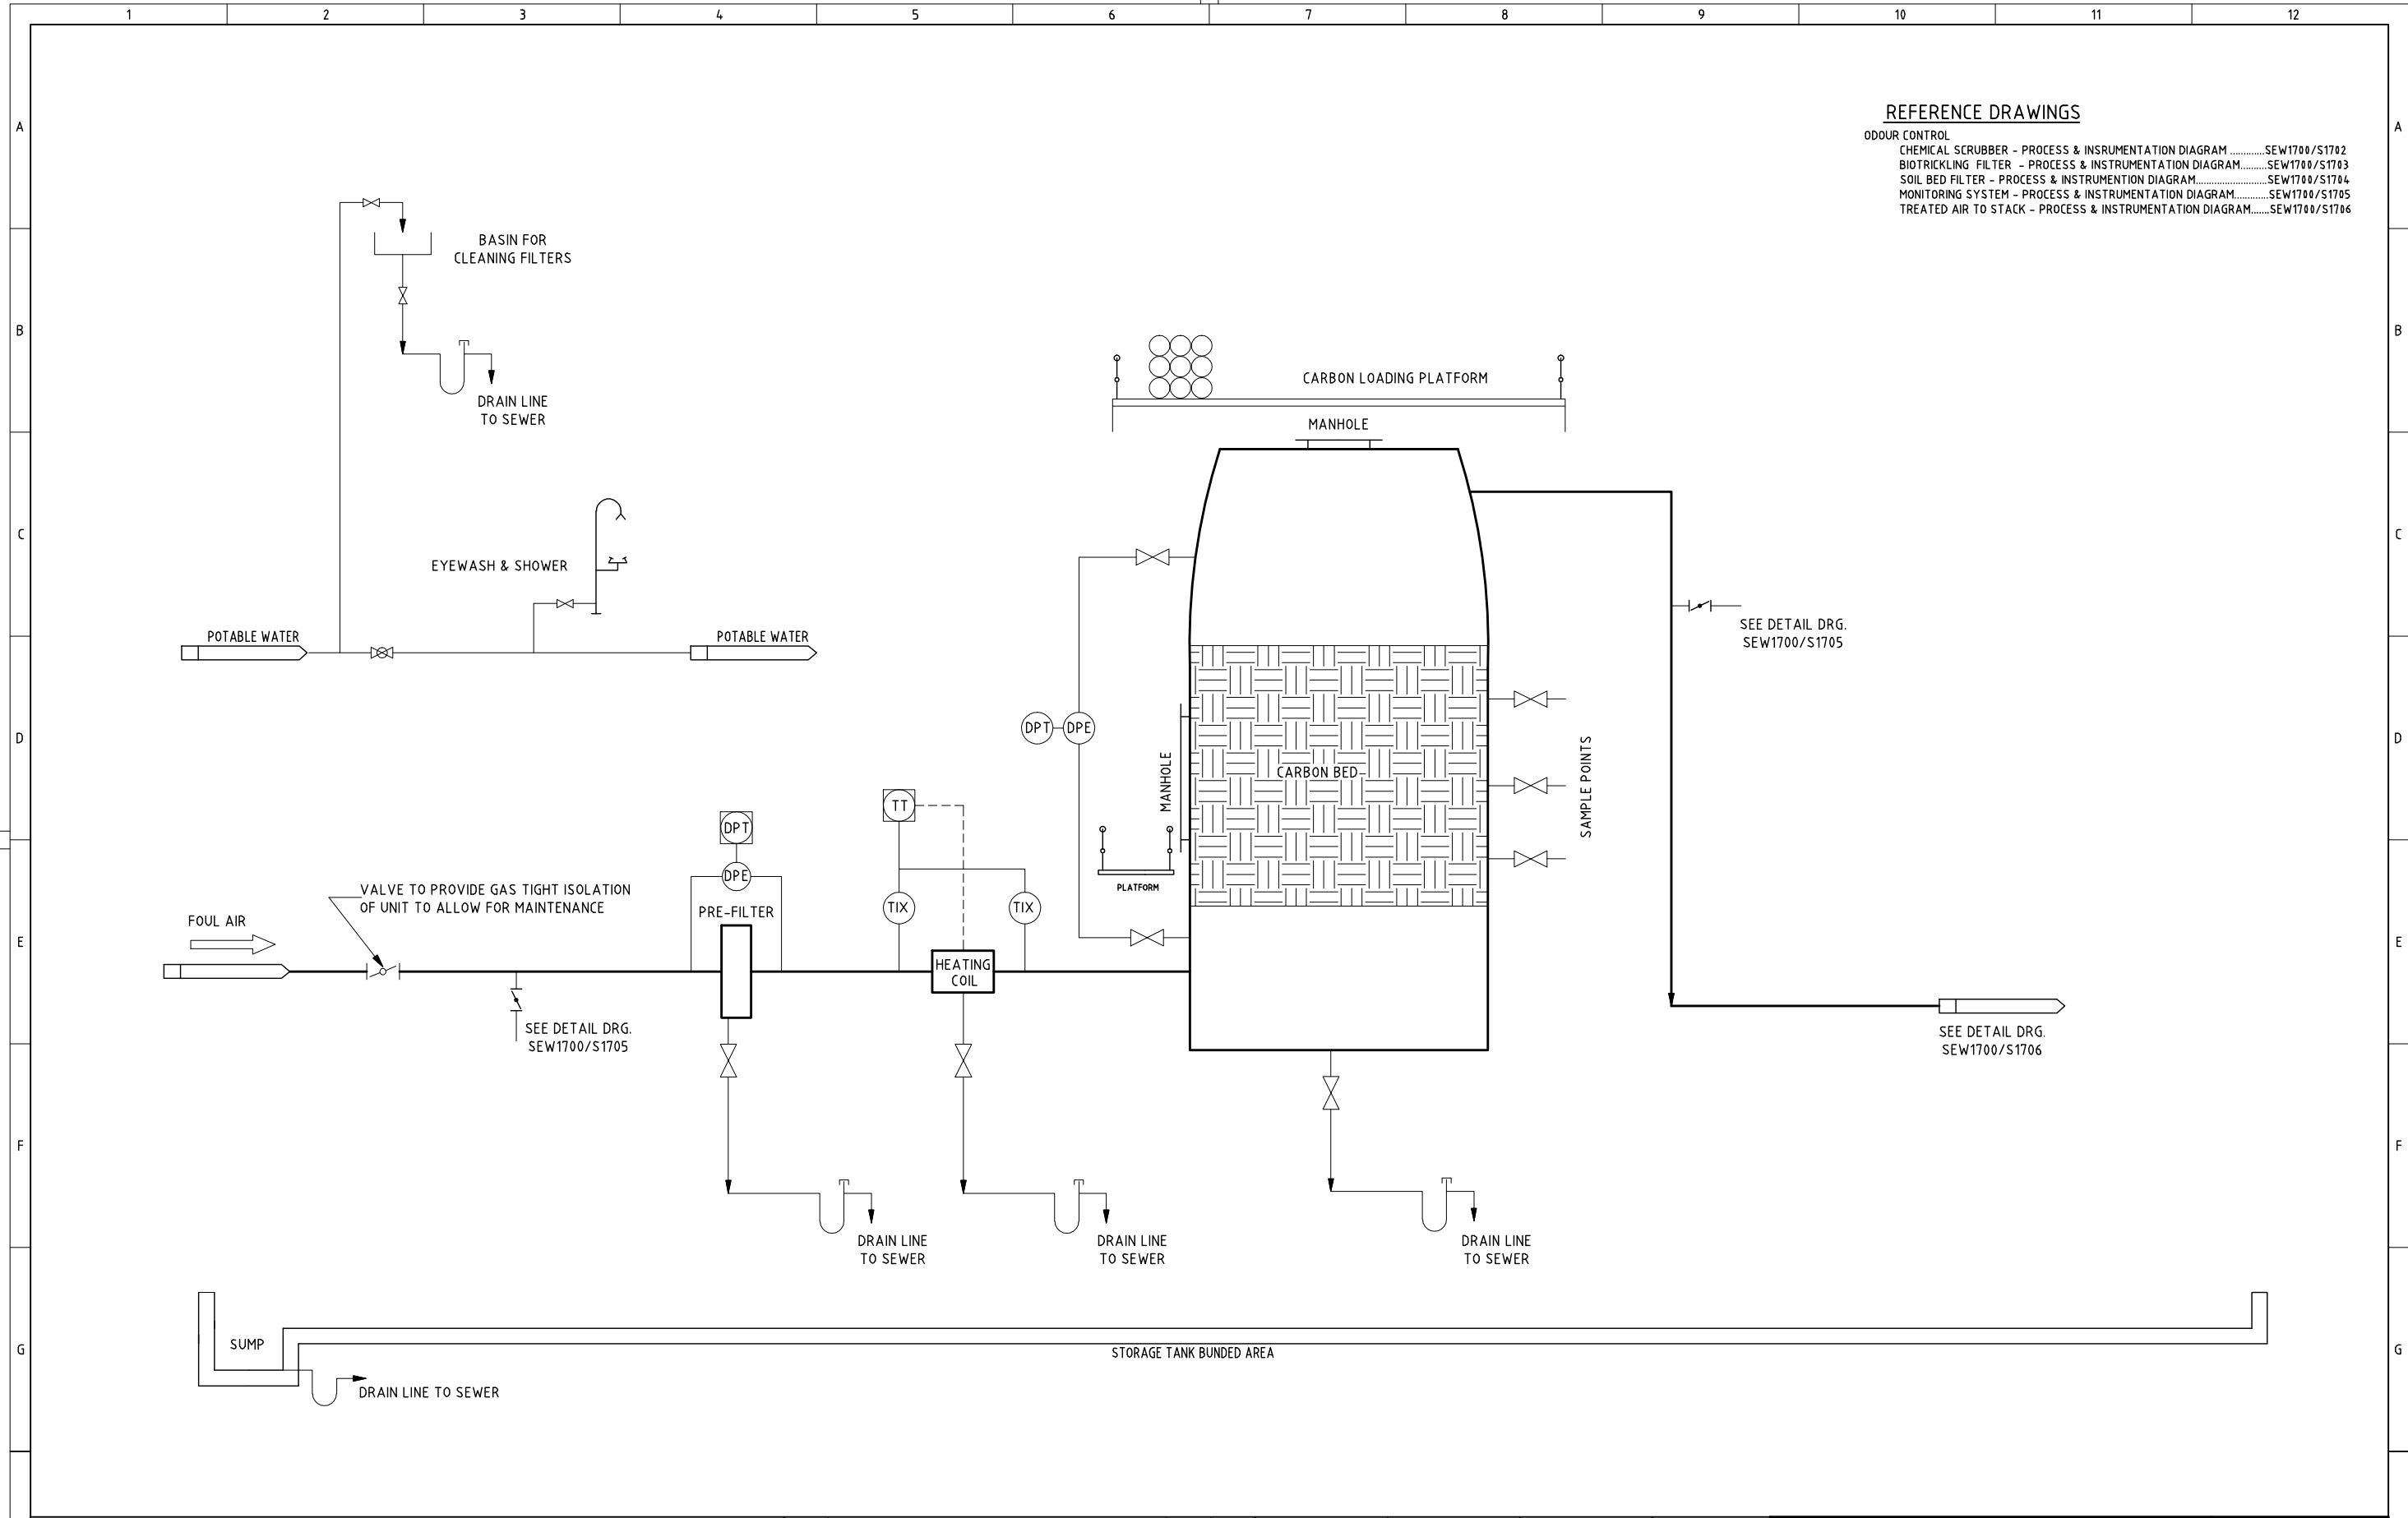 1 2 3 4 5 6 7 8 9 10 11 12
A A
REFERENCE DRAWINGS
ODOUR CONTROL
CHEMICAL SCRUBBER - PROCESS & INSRUMENTATION DIAGRAM .............SEW1700/S1702
BIOTRICKLING FILTER - PROCESS & INSTRUMENTATION DIAGRAM..........SEW1700/S1703
SOIL BED FILTER - PROCESS & INSTRUMENTION DIAGRAM...........................SEW1700/S1704
MONITORING SYSTEM - PROCESS & INSTRUMENTATION DIAGRAM.............SEW1700/S1705
TREATED AIR TO STACK - PROCESS & INSTRUMENTATION DIAGRAM.......SEW1700/S1706
BASIN FOR
CLEANING FILTERS
B B
DRAIN LINE
TO SEWER
CARBON LOADING PLATFORM
MANHOLE
C C
EYEWASH & SHOWER
POTABLE WATER
POTABLE WATER
SEE DETAIL DRG.
SEW1700/S1705
D D
DPT DPE
MANHOLE
CARBON BED
SAMPLE POINTS
TT
DPT
DPE
PLATFORM
VALVE TO PROVIDE GAS TIGHT ISOLATION
OF UNIT TO ALLOW FOR MAINTENANCE
PRE-FILTER
TIX TIX
FOUL AIR
E E
HEATING
COIL
SEE DETAIL DRG.
SEW1700/S1705
SEE DETAIL DRG.
SEW1700/S1706
F F
DRAIN LINE
TO SEWER
DRAIN LINE
TO SEWER
DRAIN LINE
TO SEWER
G G
SUMP
STORAGE TANK BUNDED AREA
DRAIN LINE TO SEWER